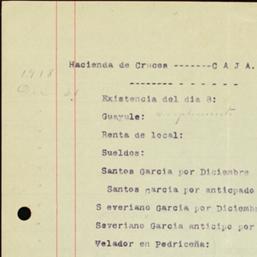 Hacienda de Cruces -------C A J A.
1918
-------- - - - - - -
Existencia del dia 8:
Guayule:
Renta de local:
Sueldos:
Santos Garcia por Diciembre
Santos Garcia por anticpado
S everiano Garcia por Diciembr
Severiano Garcia anticipo por
Velador en Pedriceña: